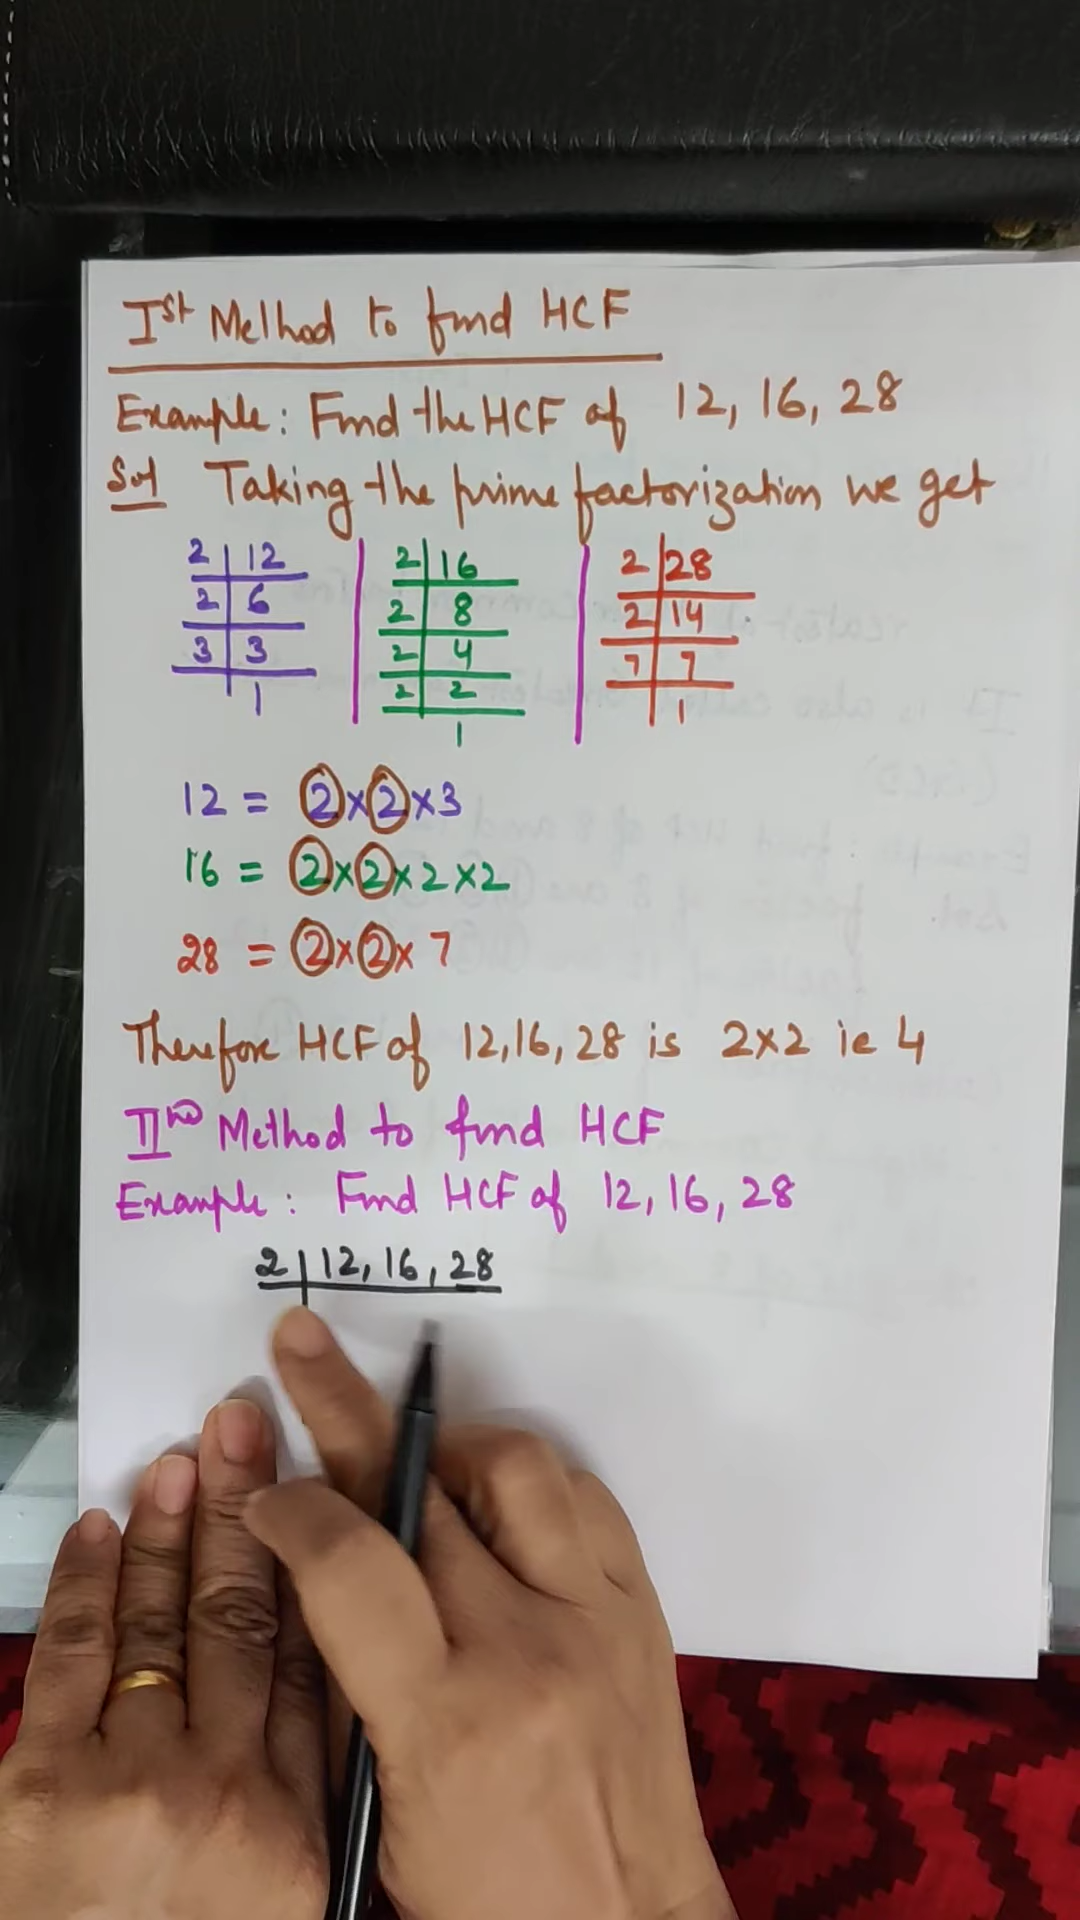 Ist Method to find HCF
Example: Find the HCF of 12, 16, 28
Sol Taking the prime factorization we get
2 | 12 2 | 16 2 | 28
2 | 6 2 | 8 2 | 14
3 | 3 2 | 4 7 | 7
1 2 | 2 1
1
12 = 2×2×3
16 = 2×2×2×2
28 = 2×2×7
Therefore HCF of 12,16,28 is 2×2 ie 4
IInd Method to find HCF
Example: Find HCF of 12, 16, 28
2 | 12, 16, 28